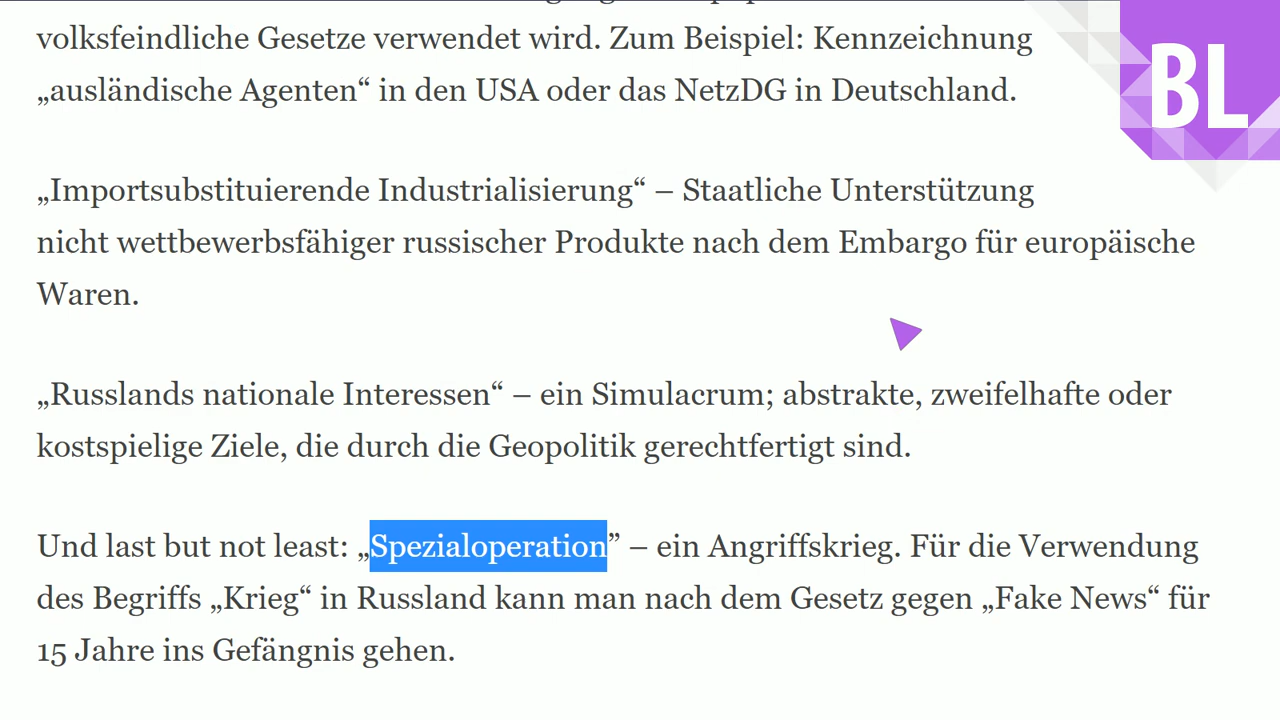 volksfeindliche Gesetze verwendet wird. Zum Beispiel: Kennzeichnung
„ausländische Agenten“ in den USA oder das NetzDG in Deutschland.
BL
„Importsubstituierende Industrialisierung“ – Staatliche Unterstützung
nicht wettbewerbsfähiger russischer Produkte nach dem Embargo für europäische
Waren.
„Russlands nationale Interessen“ – ein Simulacrum; abstrakte, zweifelhafte oder
kostspielige Ziele, die durch die Geopolitik gerechtfertigt sind.
Und last but not least: „Spezialoperation” – ein Angriffskrieg. Für die Verwendung
des Begriffs „Krieg“ in Russland kann man nach dem Gesetz gegen „Fake News“ für
15 Jahre ins Gefängnis gehen.